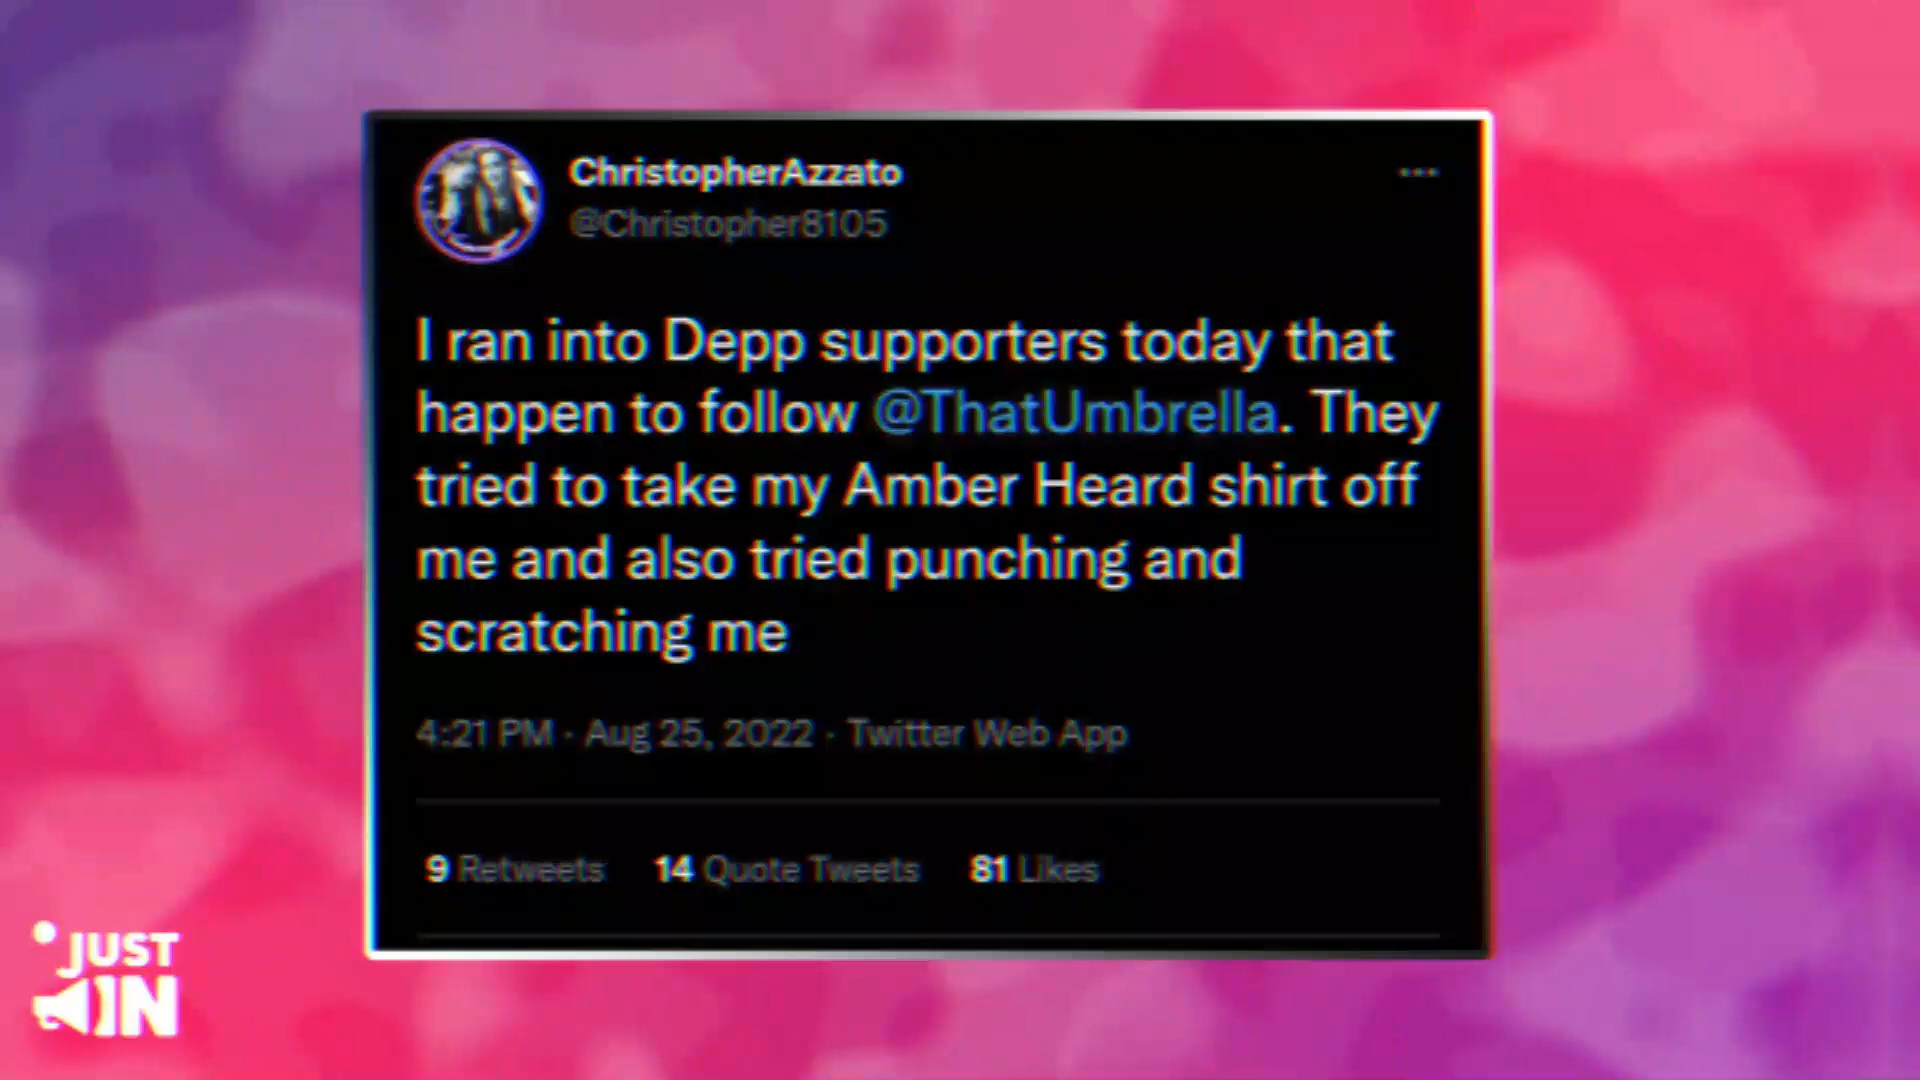 ChristopherAzzato
@Christopher8105
I ran into Depp supporters today that
happen to follow @ThatUmbrella. They
tried to take my Amber Heard shirt off
me and also tried punching and
scratching me
4:21 PM · Aug 25, 2022 · Twitter Web App
9 Retweets 14 Quote Tweets 81 Likes
JUST
IN